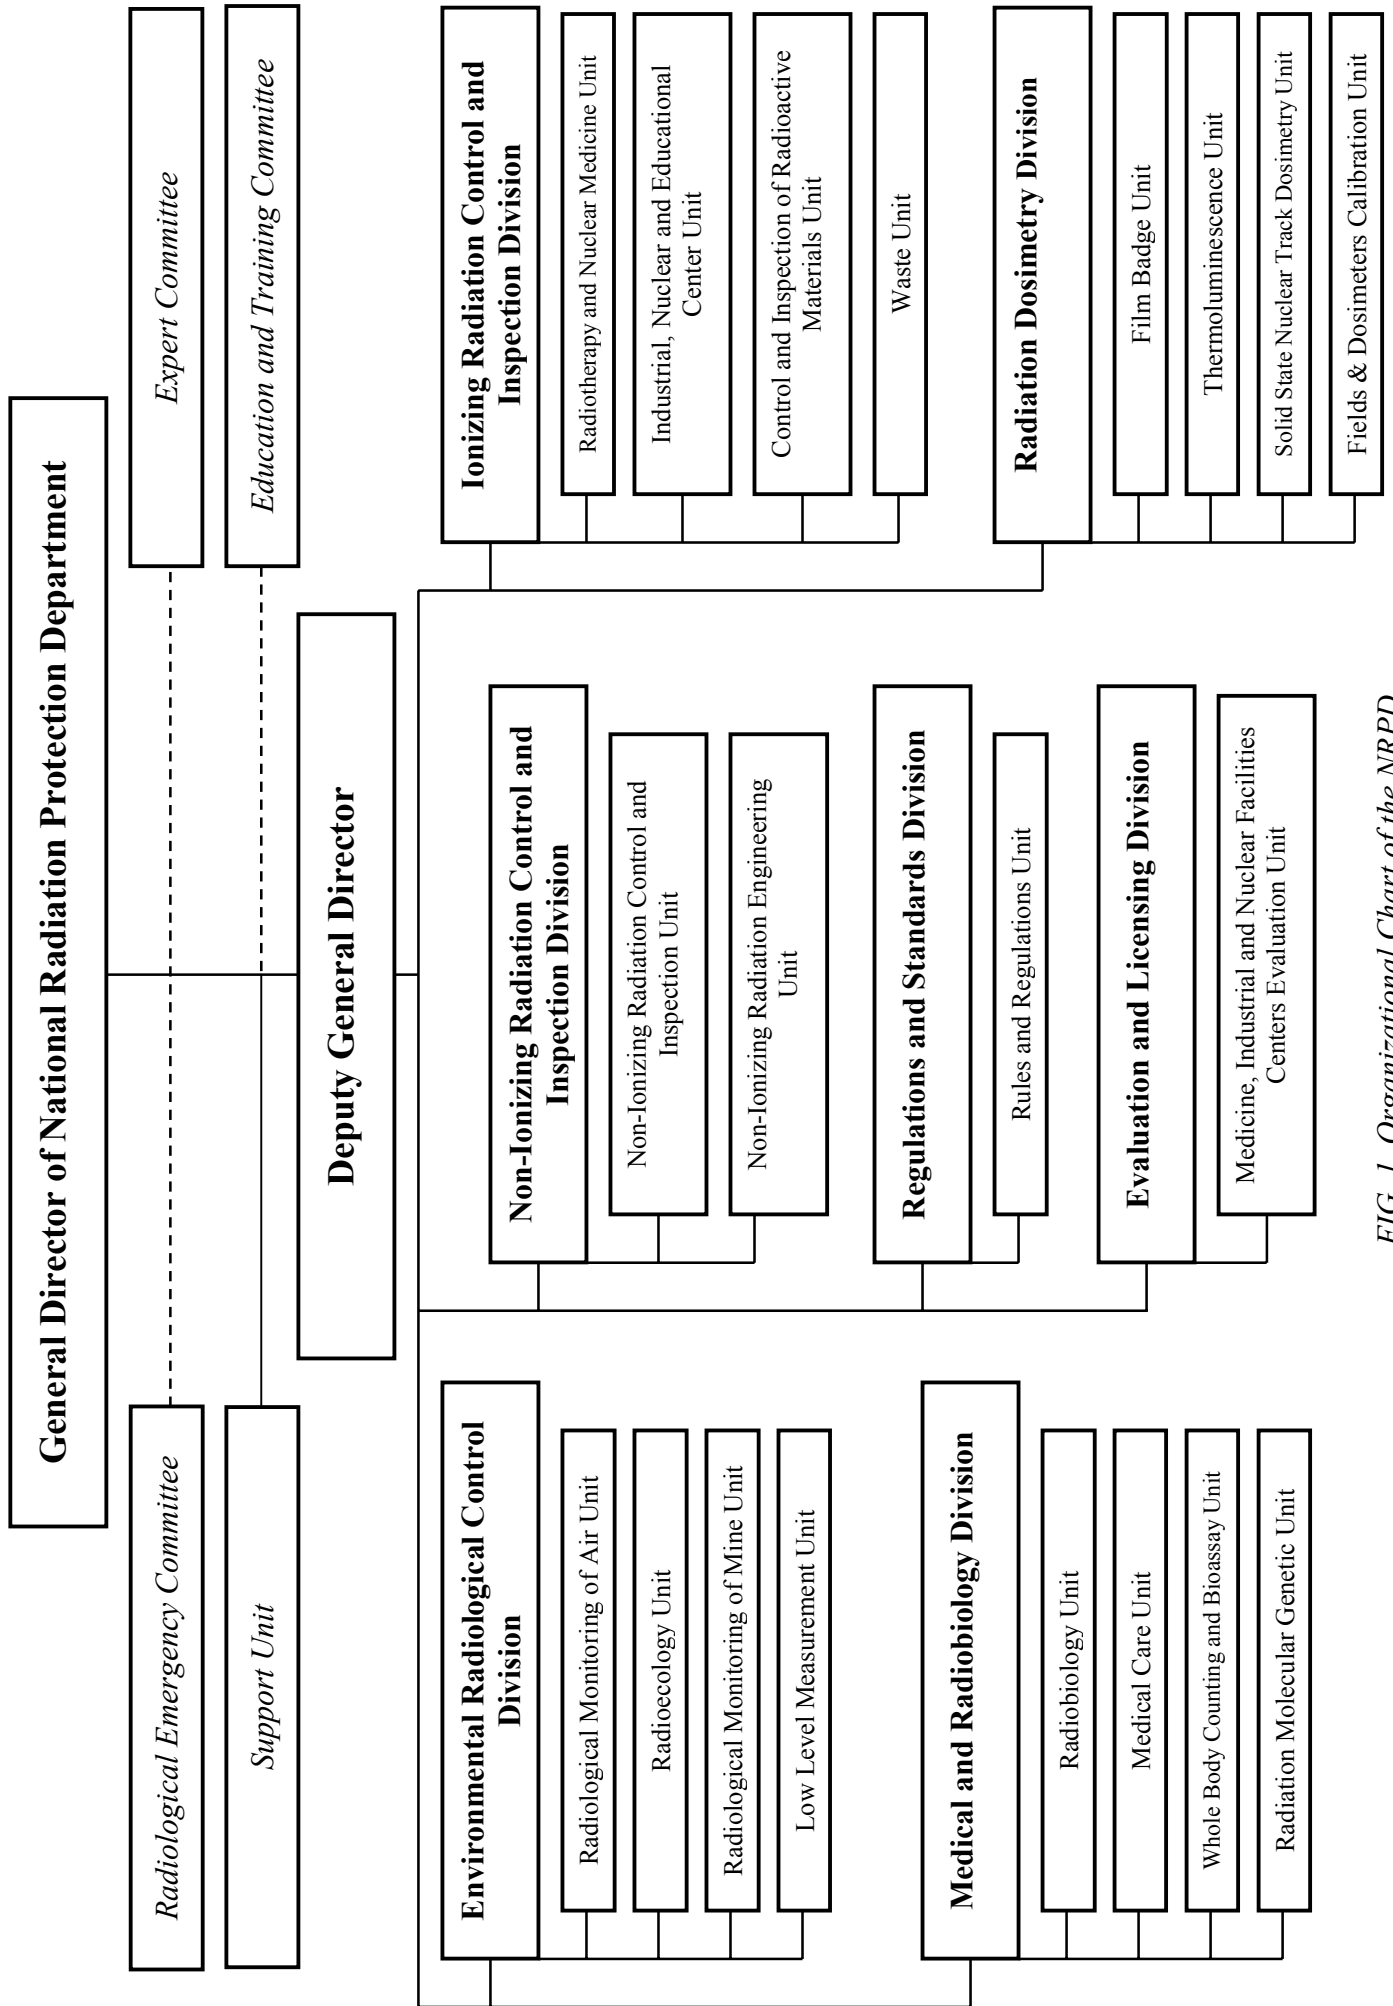 General Director of National Radiation Protection Department
Radiological Emergency Committee
Expert Committee
Support Unit
Education and Training Committee
Deputy General Director
Environmental Radiological Control
Division
Radiological Monitoring of Air Unit
Radioecology Unit
Radiological Monitoring of Mine Unit
Low Level Measurement Unit
Medical and Radiobiology Division
Radiobiology Unit
Medical Care Unit
Whole Body Counting and Bioassay Unit
Radiation Molecular Genetic Unit
Non-Ionizing Radiation Control and
Inspection Division
Non-Ionizing Radiation Control and
Inspection Unit
Non-Ionizing Radiation Engineering
Unit
Regulations and Standards Division
Rules and Regulations Unit
Evaluation and Licensing Division
Medicine, Industrial and Nuclear Facilities
Centers Evaluation Unit
Ionizing Radiation Control and
Inspection Division
Radiotherapy and Nuclear Medicine Unit
Industrial, Nuclear and Educational
Center Unit
Control and Inspection of Radioactive
Materials Unit
Waste Unit
Radiation Dosimetry Division
Film Badge Unit
Thermoluminescence Unit
Solid State Nuclear Track Dosimetry Unit
Fields & Dosimeters Calibration Unit
FIG. 1. Organizational Chart of the NRPD